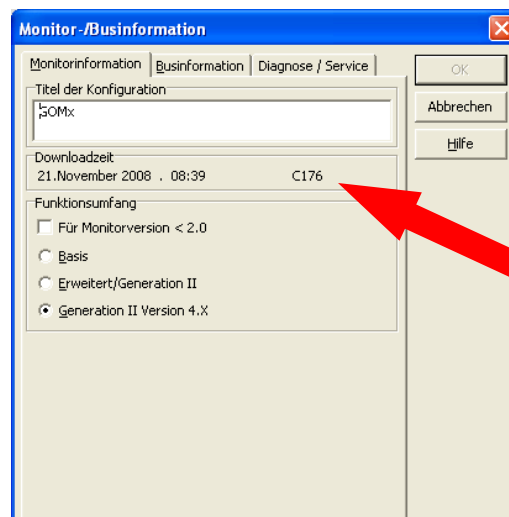 Monitor-/Businformation
Monitorinformation Businformation Diagnose / Service
OK
Titel der Konfiguration
GOMx
Abbrechen
Hilfe
Downloadzeit
21.November 2008 . 08:39 C176
Funktionsumfang
Für Monitorversion < 2.0
Basis
Erweitert/Generation II
Generation II Version 4.X